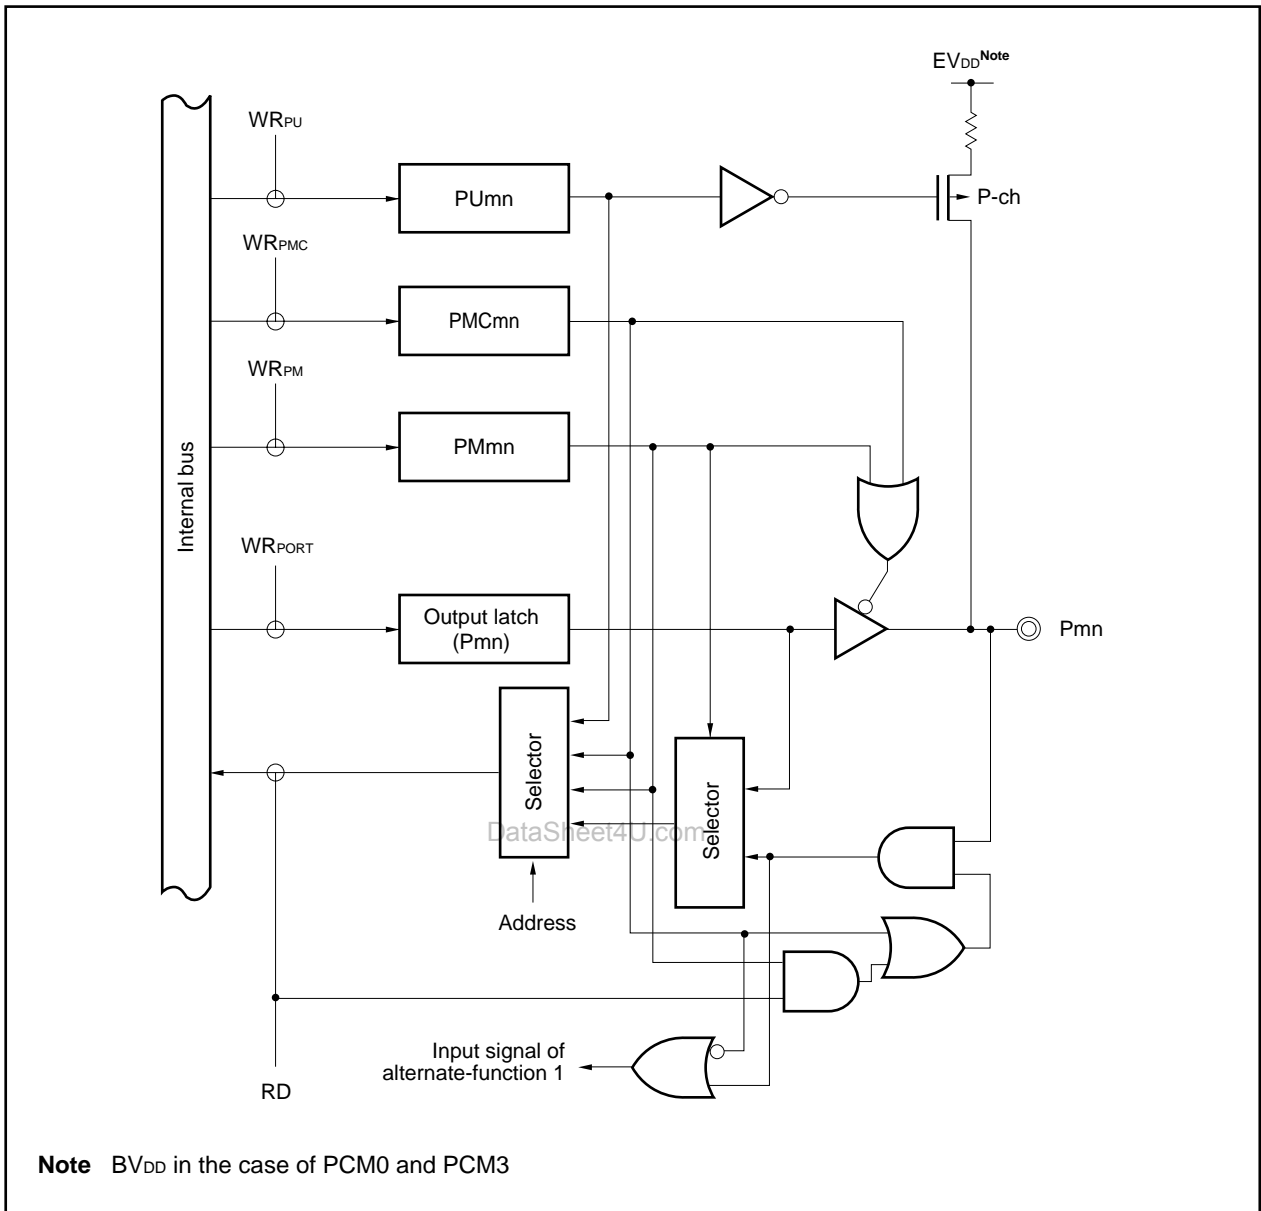 EVDDNote
WRPU
PUmn
P-ch
WRPMC
PMCmn
WRPM
PMmn
Internal bus
WRPORT
Output latch
(Pmn)
Pmn
Selector
Selector
DataSheet4U.com
Address
Input signal of
alternate-function 1
RD
Note BVDD in the case of PCM0 and PCM3